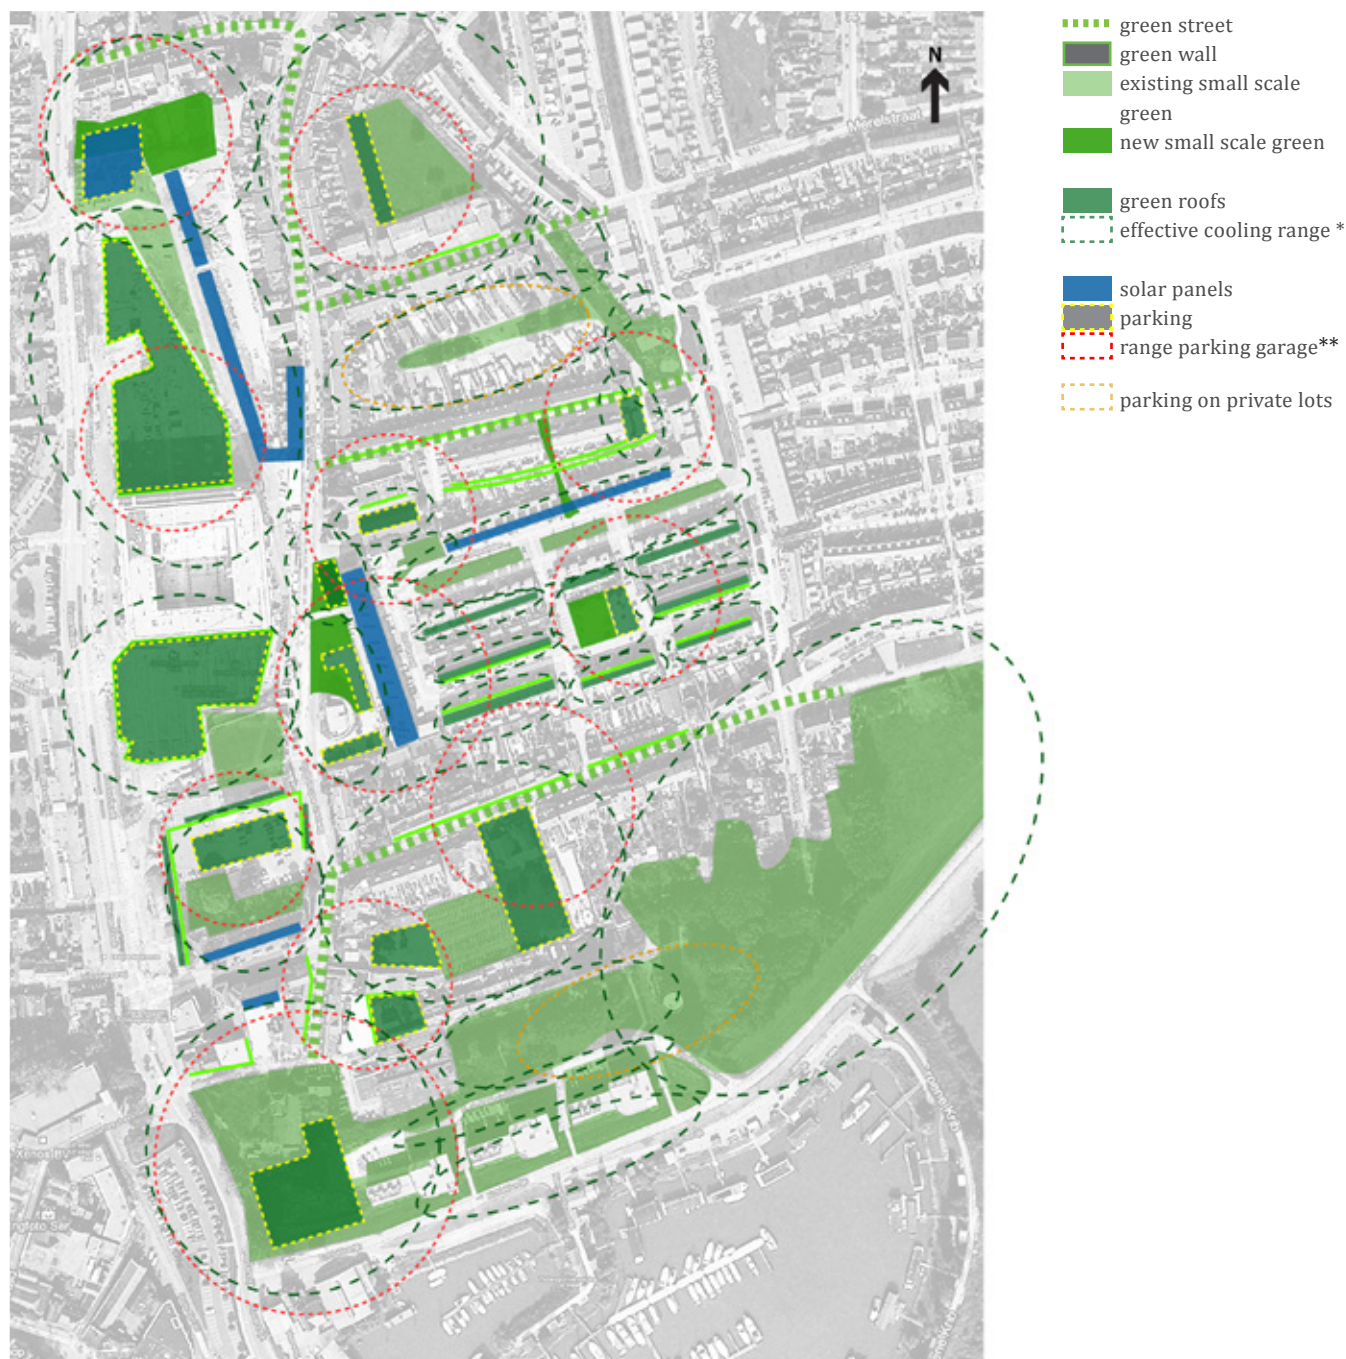 green street
green wall
existing small scale
green
new small scale green
green roofs
effective cooling range *
solar panels
parking
range parking garage**
parking on private lots
N
Merelstraat